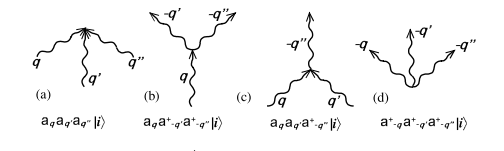 -q' -q'' -q'' -q -q' -q''
q q' q'' q q q'
(a) (b) (c) (d)
a_q a_q' a_q'' |i⟩ a_q a⁺_-q' a⁺_-q'' |i⟩ a_q a_q' a⁺_-q'' |i⟩ a⁺_-q a⁺_-q' a⁺_-q'' |i⟩